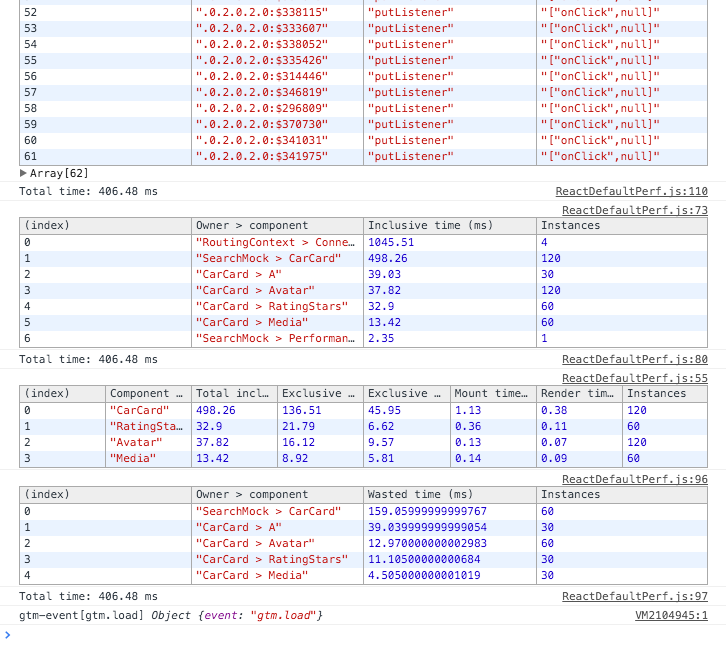 52 ".0.2.0.2.0:$338115" "putListener" "["onClick",null]"
53 ".0.2.0.2.0:$333607" "putListener" "["onClick",null]"
54 ".0.2.0.2.0:$338052" "putListener" "["onClick",null]"
55 ".0.2.0.2.0:$335426" "putListener" "["onClick",null]"
56 ".0.2.0.2.0:$314446" "putListener" "["onClick",null]"
57 ".0.2.0.2.0:$346819" "putListener" "["onClick",null]"
58 ".0.2.0.2.0:$296809" "putListener" "["onClick",null]"
59 ".0.2.0.2.0:$370730" "putListener" "["onClick",null]"
60 ".0.2.0.2.0:$341031" "putListener" "["onClick",null]"
61 ".0.2.0.2.0:$341975" "putListener" "["onClick",null]"
Array[62]
Total time: 406.48 ms ReactDefaultPerf.js:110
ReactDefaultPerf.js:73
(index) Owner > component Inclusive time (ms) Instances
0 "RoutingContext > Conne… 1045.51 4
1 "SearchMock > CarCard" 498.26 120
2 "CarCard > A" 39.03 30
3 "CarCard > Avatar" 37.82 120
4 "CarCard > RatingStars" 32.9 60
5 "CarCard > Media" 13.42 60
6 "SearchMock > Performan… 2.35 1
Total time: 406.48 ms ReactDefaultPerf.js:80
ReactDefaultPerf.js:55
(index) Component … Total incl… Exclusive … Exclusive … Mount time… Render tim… Instances
0 "CarCard" 498.26 136.51 45.95 1.13 0.38 120
1 "RatingSta… 32.9 21.79 6.62 0.36 0.11 60
2 "Avatar" 37.82 16.12 9.57 0.13 0.07 120
3 "Media" 13.42 8.92 5.81 0.14 0.09 60
ReactDefaultPerf.js:96
(index) Owner > component Wasted time (ms) Instances
0 "SearchMock > CarCard" 159.05999999999767 60
1 "CarCard > A" 39.039999999999054 30
2 "CarCard > Avatar" 12.970000000002983 60
3 "CarCard > RatingStars" 11.10500000000684 30
4 "CarCard > Media" 4.505000000001019 30
Total time: 406.48 ms ReactDefaultPerf.js:97
gtm-event[gtm.load] Object {event: "gtm.load"} VM2104945:1